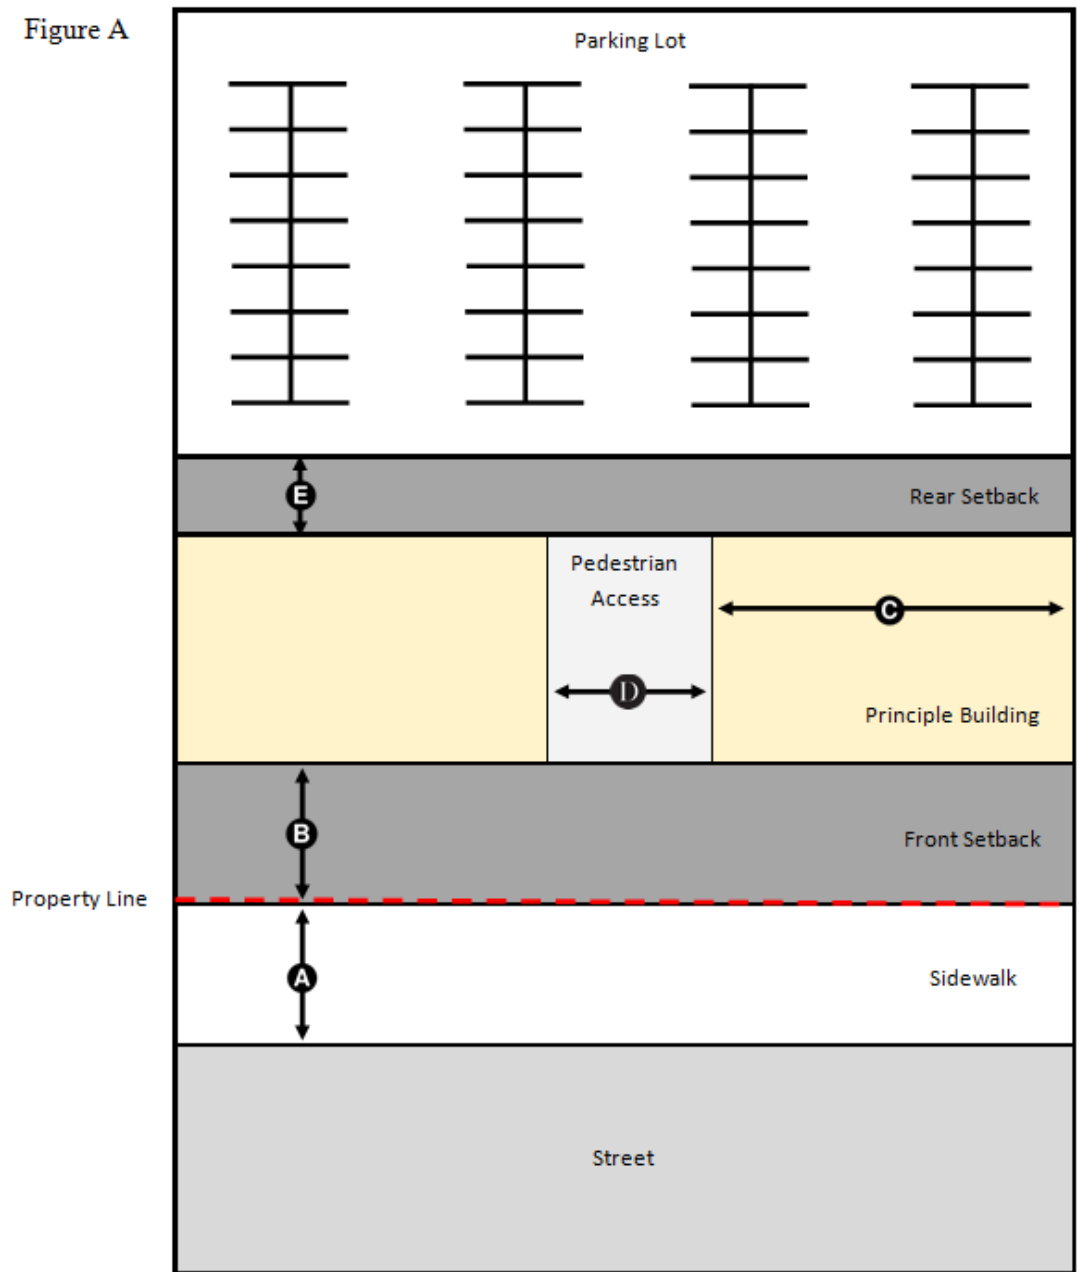 Figure A
Parking Lot
E
Rear Setback
Pedestrian
Access
C
D
Principle Building
B
Front Setback
Property Line
A
Sidewalk
Street